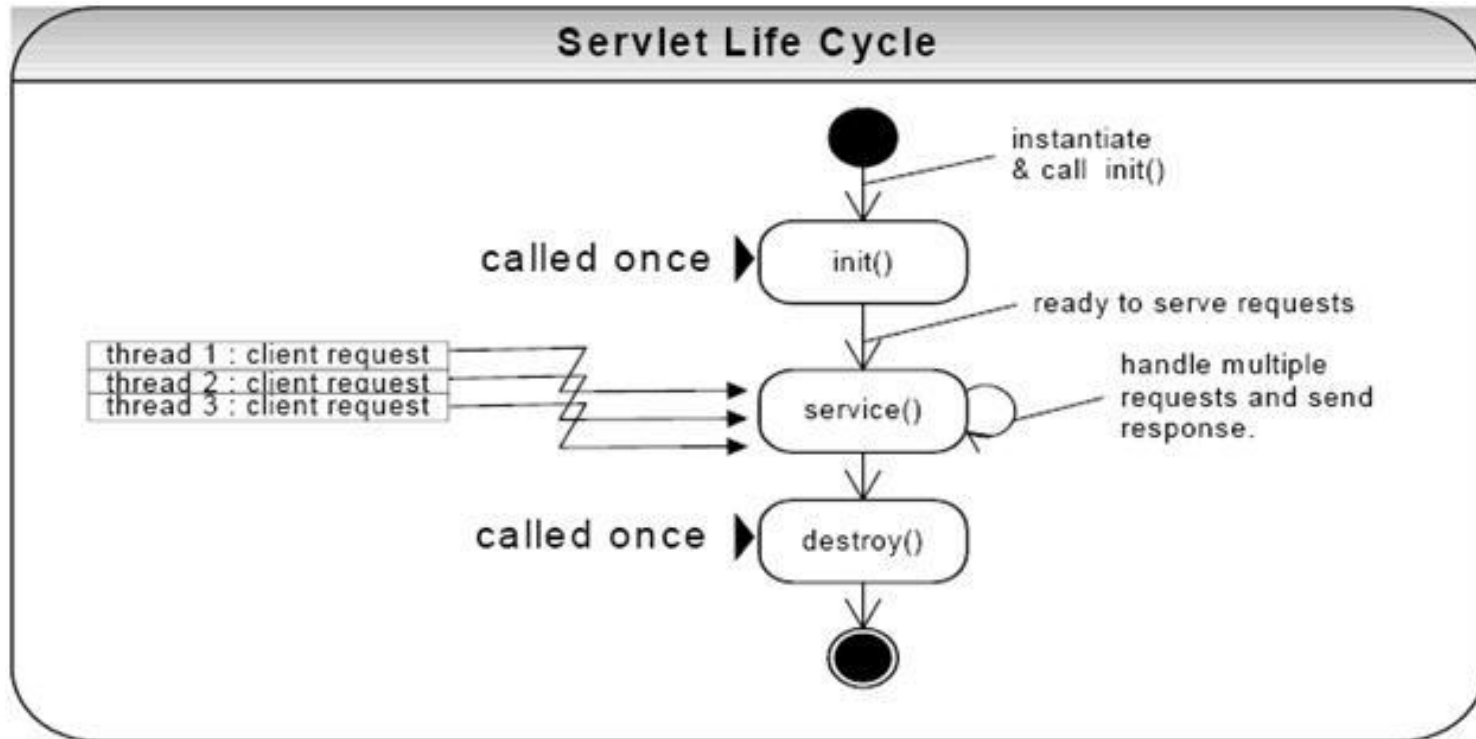 Servlet Life Cycle
instantiate
& call init()
called once
init()
ready to serve requests
thread 1 : client request
thread 2 : client request
thread 3 : client request
service()
handle multiple
requests and send
response.
called once
destroy()